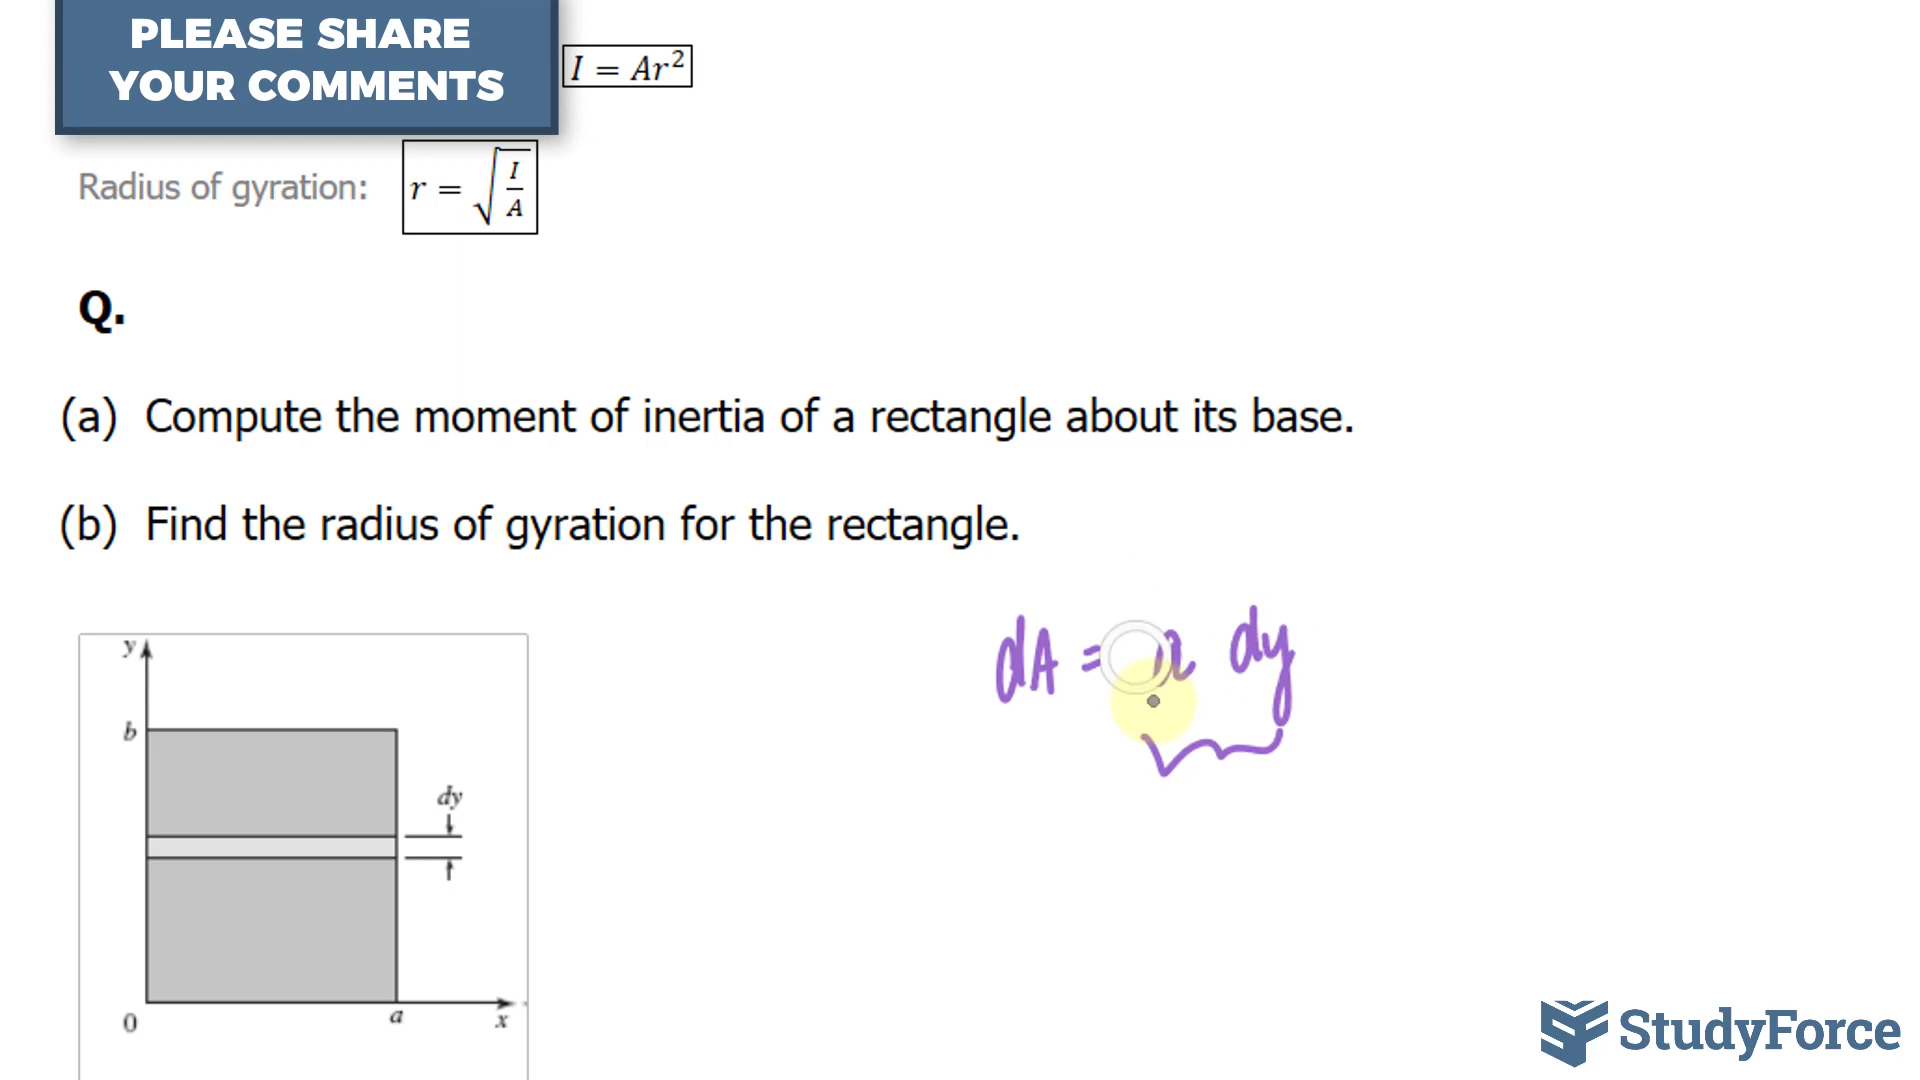 PLEASE SHARE
YOUR COMMENTS
I = Ar²
Radius of gyration: r = √(I/A)
Q.
(a) Compute the moment of inertia of a rectangle about its base.
(b) Find the radius of gyration for the rectangle.
dA = x dy
y
b
dy
0
a
x
StudyForce